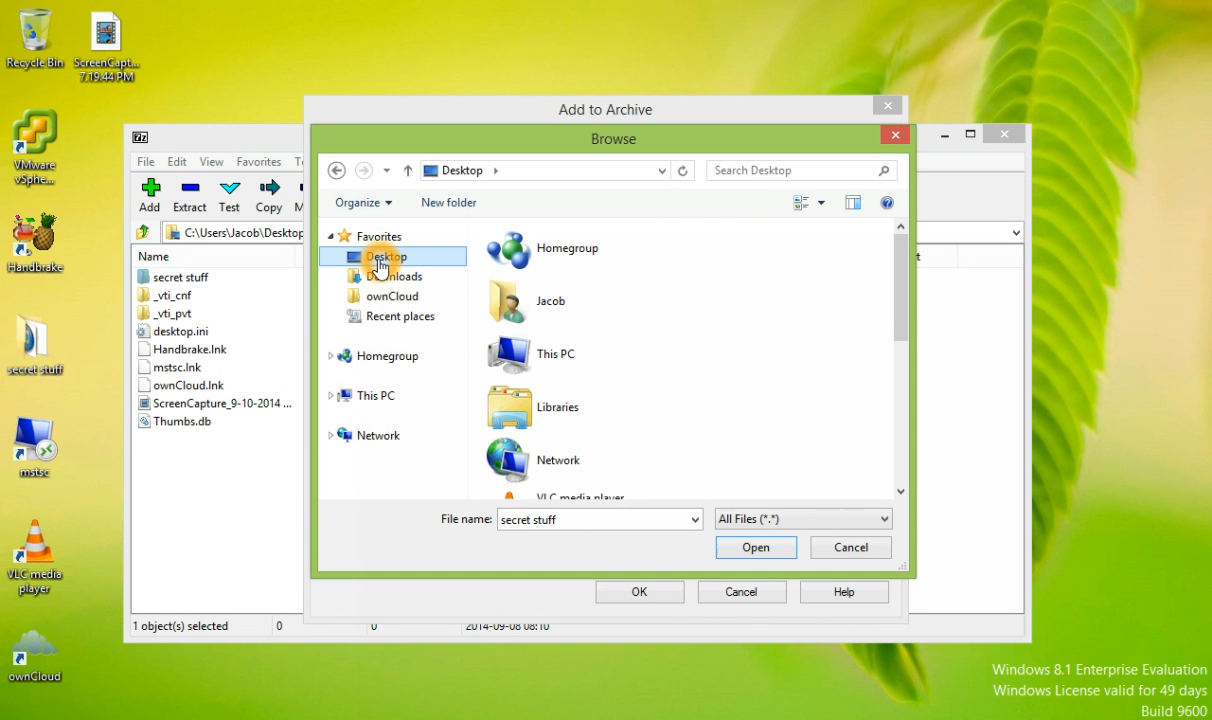 Recycle Bin
ScreenCapt...
7.19.44 PM
VMware
vSphe...
Handbrake
secret stuff
mstsc
VLC media
player
ownCloud
7z
File Edit View Favorites T
Add Extract Test Copy M
C:\Users\Jacob\Desktop
Name
secret stuff
_vti_cnf
_vti_pvt
desktop.ini
Handbrake.lnk
mstsc.lnk
ownCloud.lnk
ScreenCapture_9-10-2014 ...
Thumbs.db
1 object(s) selected 0 0 2014-09-08 08:10
Add to Archive
Browse
Desktop
Search Desktop
Organize New folder
Favorites
Desktop
Downloads
ownCloud
Recent places
Homegroup
This PC
Network
Homegroup
Jacob
This PC
Libraries
Network
VLC media player
File name: secret stuff All Files (*.*)
Open Cancel
OK Cancel Help
Windows 8.1 Enterprise Evaluation
Windows License valid for 49 days
Build 9600